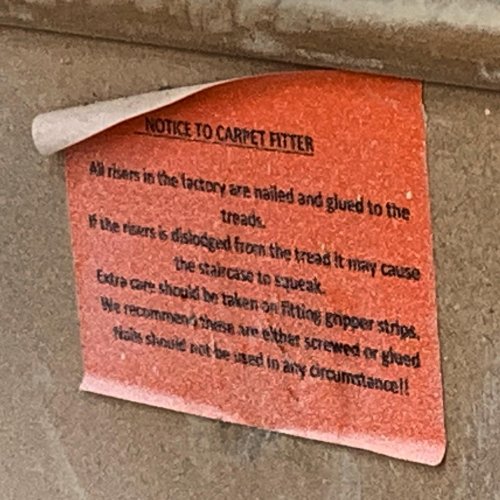 NOTICE TO CARPET FITTER
All risers in the factory are nailed and glued to the
treads.
If the risers is dislodged from the tread it may cause
the staircase to squeak.
Extra care should be taken on fitting gripper strips.
We recommend these are either screwed or glued
Nails should not be used in any circumstance!!